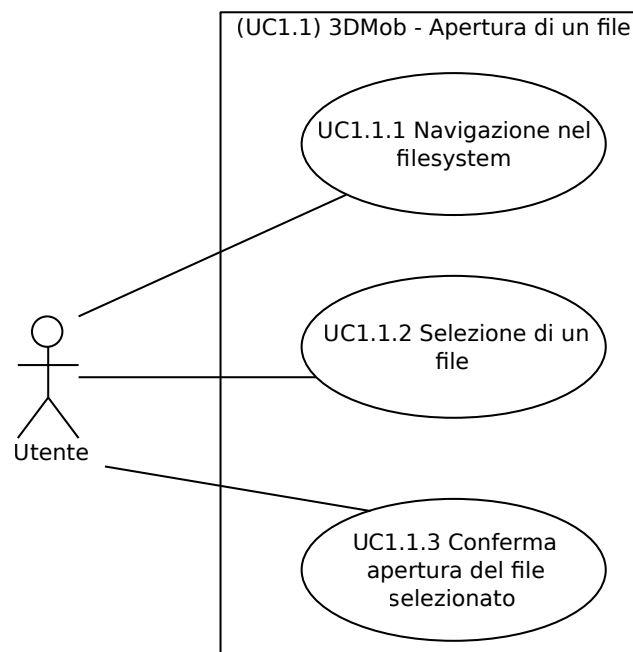 (UC1.1) 3DMob - Apertura di un file
UC1.1.1 Navigazione nel
filesystem
UC1.1.2 Selezione di un
file
Utente
UC1.1.3 Conferma
apertura del file
selezionato